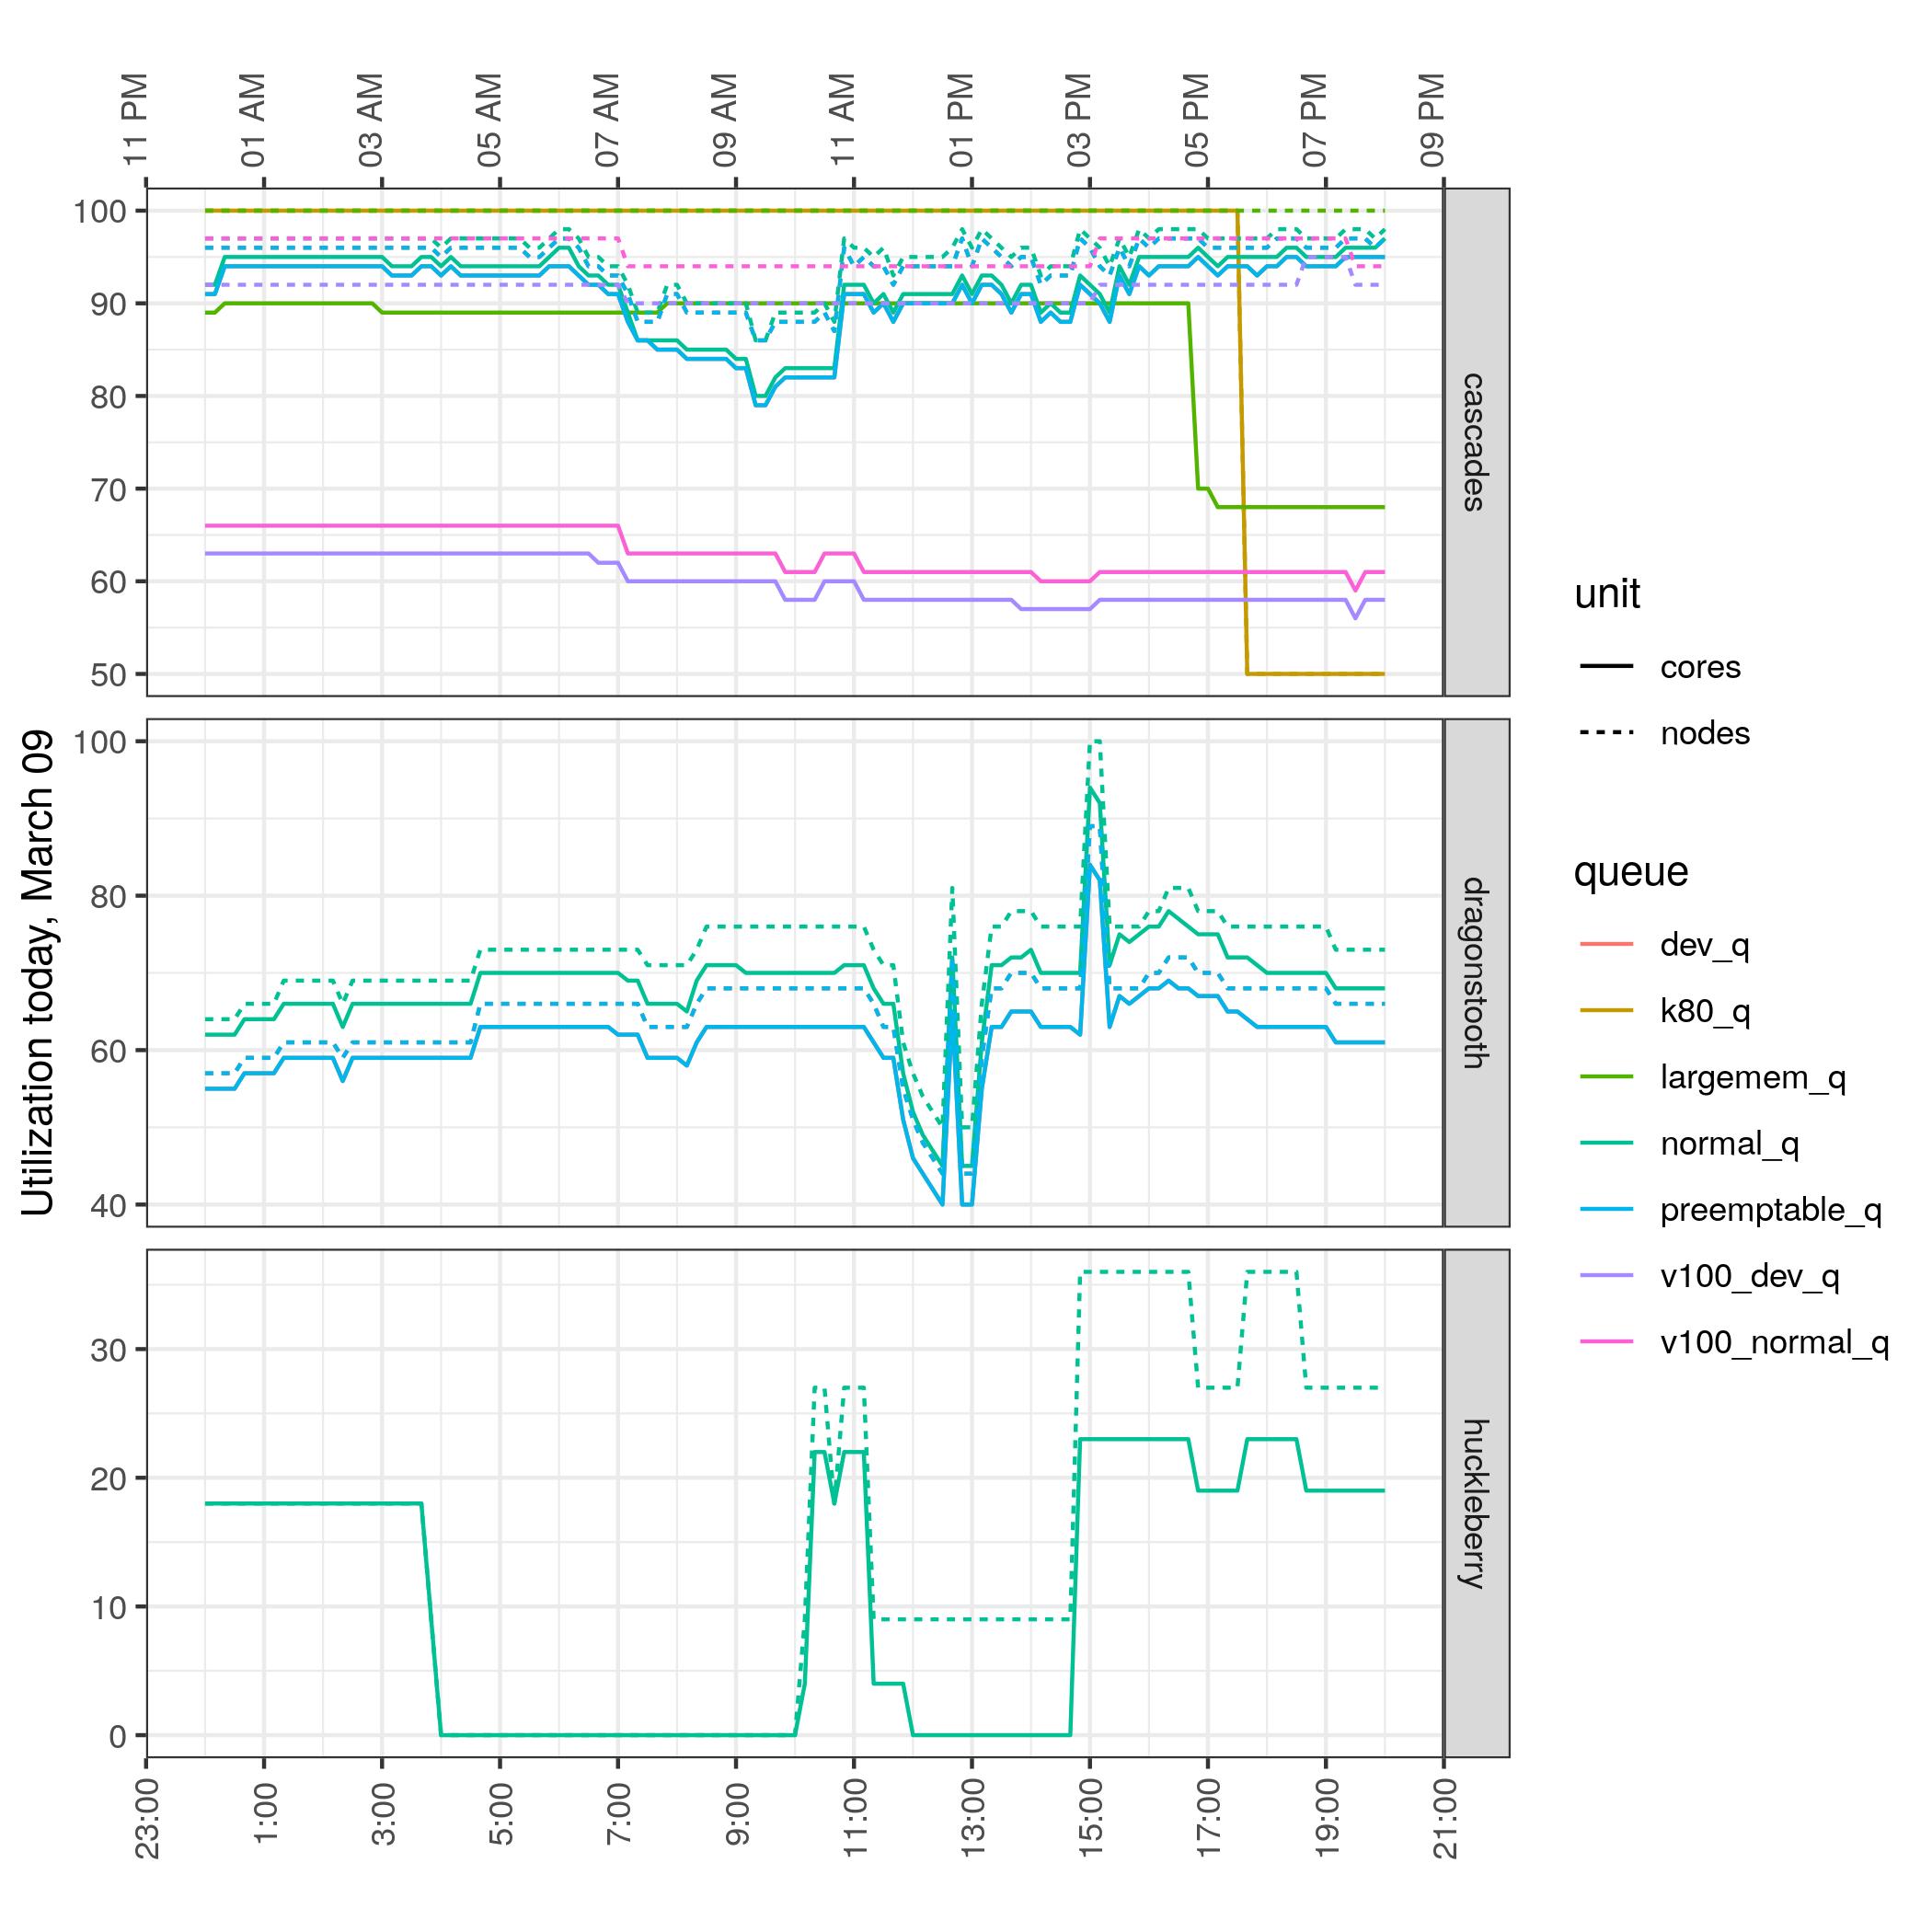 11 PM
01 AM
03 AM
05 AM
07 AM
09 AM
11 AM
01 PM
03 PM
05 PM
07 PM
09 PM
Utilization today, March 09
100
90
80
70
60
50
cascades
100
80
60
40
dragonstooth
30
20
10
0
huckleberry
23:00
1:00
3:00
5:00
7:00
9:00
11:00
13:00
15:00
17:00
19:00
21:00
unit
cores
nodes
queue
dev_q
k80_q
largemem_q
normal_q
preemptable_q
v100_dev_q
v100_normal_q